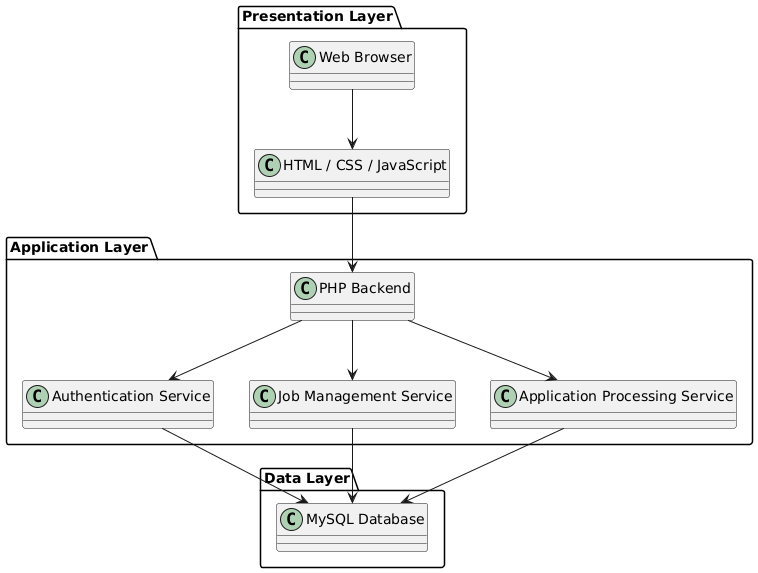 Presentation Layer
C Web Browser
C HTML / CSS / JavaScript
Application Layer
C PHP Backend
C Authentication Service
C Job Management Service
C Application Processing Service
Data Layer
C MySQL Database